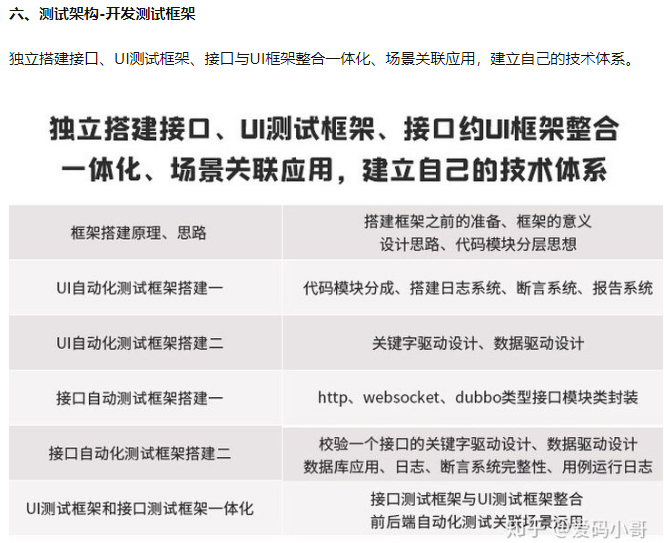 六、测试架构-开发测试框架
独立搭建接口、UI测试框架、接口与UI框架整合一体化、场景关联应用，建立自己的技术体系。
独立搭建接口、UI测试框架、接口约UI框架整合
一体化、场景关联应用，建立自己的技术体系
框架搭建原理、思路
搭建框架之前的准备、框架的意义
设计思路、代码模块分层思想
UI自动化测试框架搭建一
代码模块分成、搭建日志系统、断言系统、报告系统
UI自动化测试框架搭建二
关键字驱动设计、数据驱动设计
接口自动测试框架搭建一
http、websocket、dubbo类型接口模块类封装
接口自动化测试框架搭建二
校验一个接口的关键字驱动设计、数据驱动设计
数据库应用、日志、断言系统完整性、用例运行日志
UI测试框架和接口测试框架一体化
接口测试框架与UI测试框架整合
前后端自动化测试关联场景运用
知乎 @爱码小哥